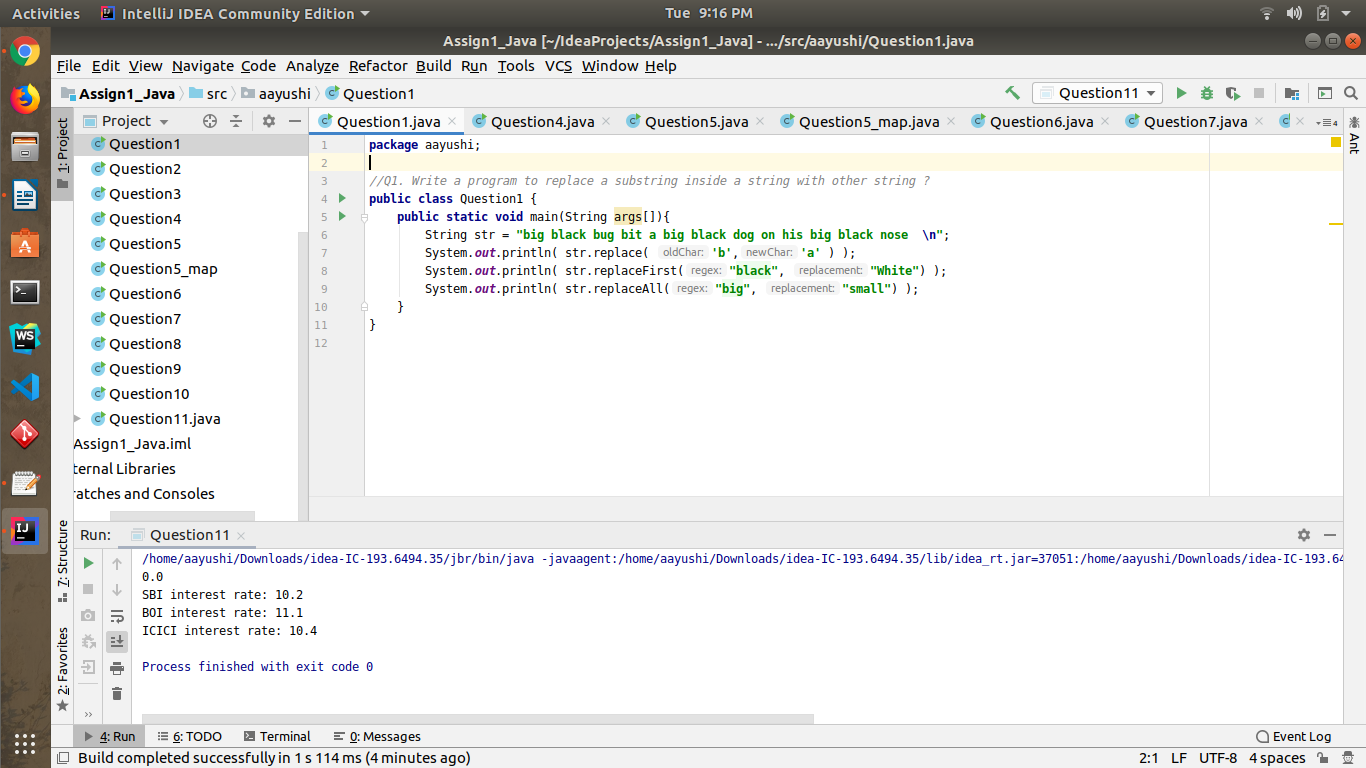 Activities IntelliJ IDEA Community Edition Tue 9:16 PM
Assign1_Java [~/IdeaProjects/Assign1_Java] - .../src/aayushi/Question1.java
File Edit View Navigate Code Analyze Refactor Build Run Tools VCS Window Help
Assign1_Java src aayushi Question1 Question11
1: Project
Project
Question1.java Question4.java Question5.java Question5_map.java Question6.java Question7.java
4
Ant
Question1
Question2
Question3
Question4
Question5
Question5_map
Question6
Question7
Question8
Question9
Question10
Question11.java
Assign1_Java.iml
ternal Libraries
ratches and Consoles
1 package aayushi;
2
3 //Q1. Write a program to replace a substring inside a string with other string ?
4 public class Question1 {
5 public static void main(String args[]){
6 String str = "big black bug bit a big black dog on his big black nose  \n";
7 System.out.println( str.replace( oldChar: 'b', newChar: 'a' ) );
8 System.out.println( str.replaceFirst( regex: "black", replacement: "White") );
9 System.out.println( str.replaceAll( regex: "big", replacement: "small") );
10 }
11 }
12
7: Structure
2: Favorites
Run: Question11
/home/aayushi/Downloads/idea-IC-193.6494.35/jbr/bin/java -javaagent:/home/aayushi/Downloads/idea-IC-193.6494.35/lib/idea_rt.jar=37051:/home/aayushi/Downloads/idea-IC-193.64
0.0
SBI interest rate: 10.2
BOI interest rate: 11.1
ICICI interest rate: 10.4
Process finished with exit code 0
4: Run 6: TODO Terminal 0: Messages Event Log
Build completed successfully in 1 s 114 ms (4 minutes ago) 2:1 LF UTF-8 4 spaces